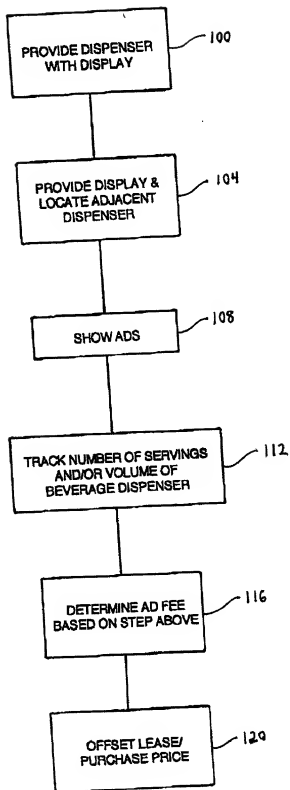 PROVIDE DISPENSER
WITH DISPLAY
100
PROVIDE DISPLAY &
LOCATE ADJACENT
DISPENSER
104
SHOW ADS
108
TRACK NUMBER OF SERVINGS
AND/OR VOLUME OF
BEVERAGE DISPENSER
112
DETERMINE AD FEE
BASED ON STEP ABOVE
116
OFFSET LEASE/
PURCHASE PRICE
120